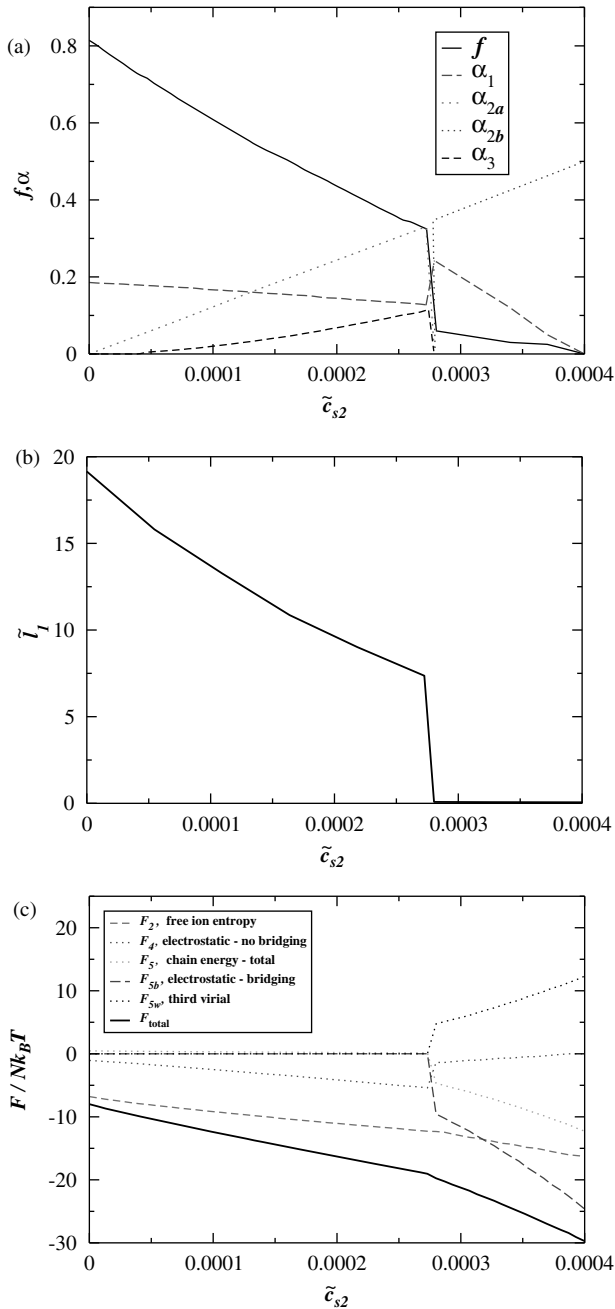 (a)
0.8
0.6
0.4
0.2
0
f,α
f
α1
α2a
α2b
α3
0 0.0001 0.0002 0.0003 0.0004
c̃s2
(b)
20
15
10
5
0
l̃1
0 0.0001 0.0002 0.0003 0.0004
c̃s2
(c)
20
10
0
-10
-20
-30
F / NkBT
F2, free ion entropy
F4, electrostatic - no bridging
F5, chain energy - total
F5b, electrostatic - bridging
F5w, third virial
Ftotal
0 0.0001 0.0002 0.0003 0.0004
c̃s2